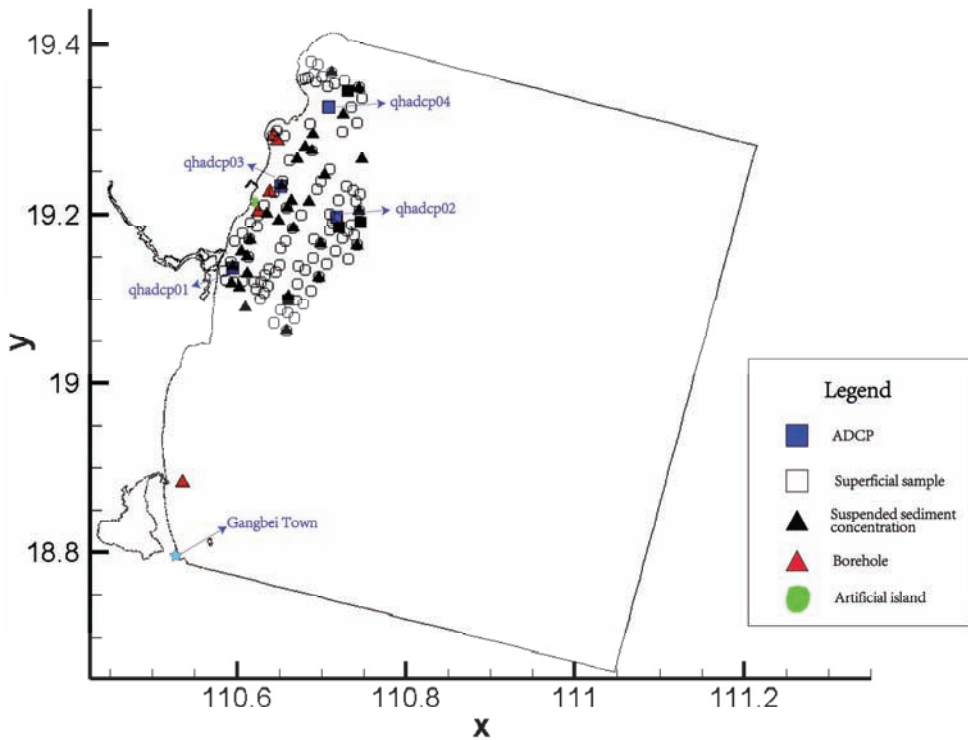 19.4
qhadcp04
qhadcp03
19.2
qhadcp02
qhadcp01
y
19
Legend
ADCP
Superficial sample
Suspended sediment
concentration
Borehole
Artificial island
Gangbei Town
18.8
110.6
110.8
111
111.2
x